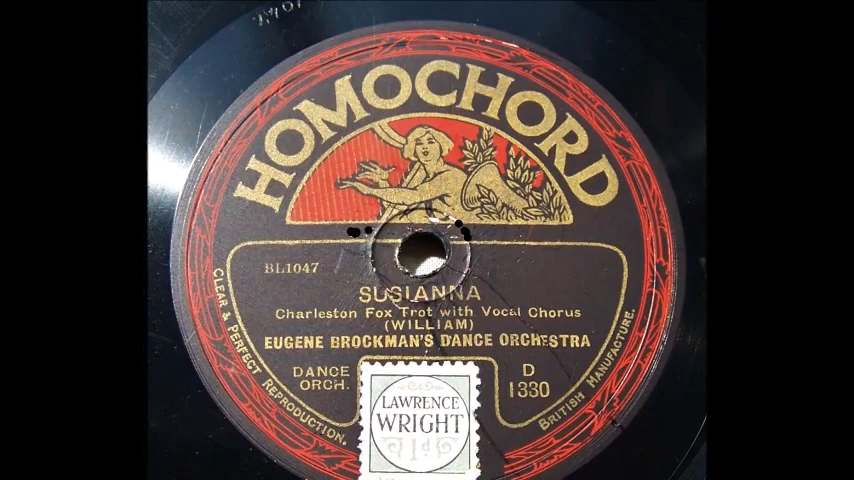 HOMOCHORD
BL1047
SUSIANNA
Charleston Fox Trot with Vocal Chorus
(WILLIAM)
EUGENE BROCKMAN'S DANCE ORCHESTRA
DANCE
ORCH.
D
1330
CLEAR & PERFECT REPRODUCTION.
BRITISH MANUFACTURE.
LAWRENCE
WRIGHT
1d